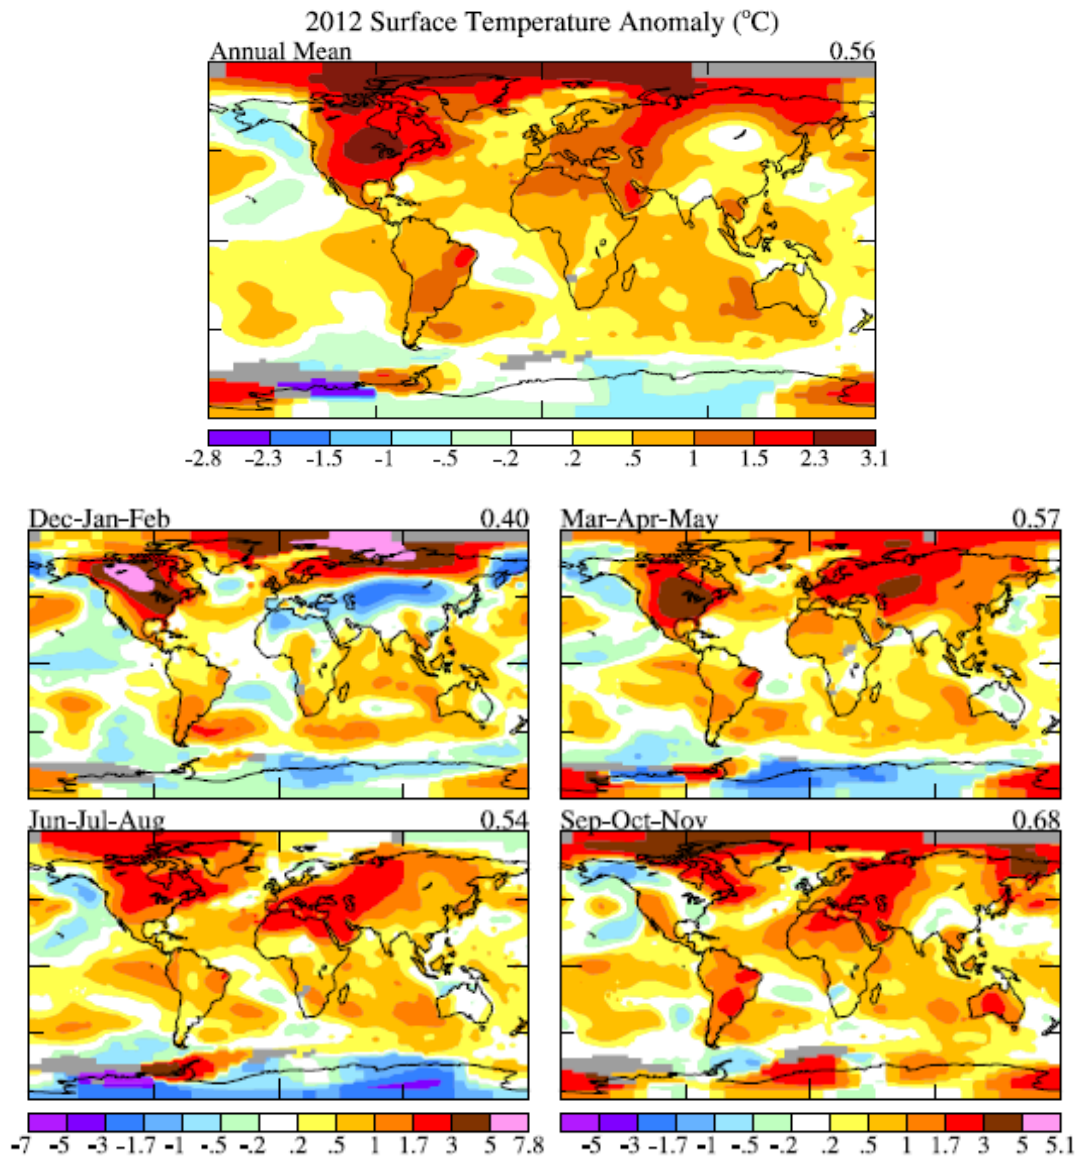 2012 Surface Temperature Anomaly (°C)
Annual Mean 0.56
-2.8 -2.3 -1.5 -1 -.5 -.2 .2 .5 1 1.5 2.3 3.1
Dec-Jan-Feb 0.40 Mar-Apr-May 0.57
Jun-Jul-Aug 0.54 Sep-Oct-Nov 0.68
-7 -5 -3 -1.7 -1 -.5 -.2 .2 .5 1 1.7 3 5 7.8 -5 -3 -1.7 -1 -.5 -.2 .2 .5 1 1.7 3 5 5.1